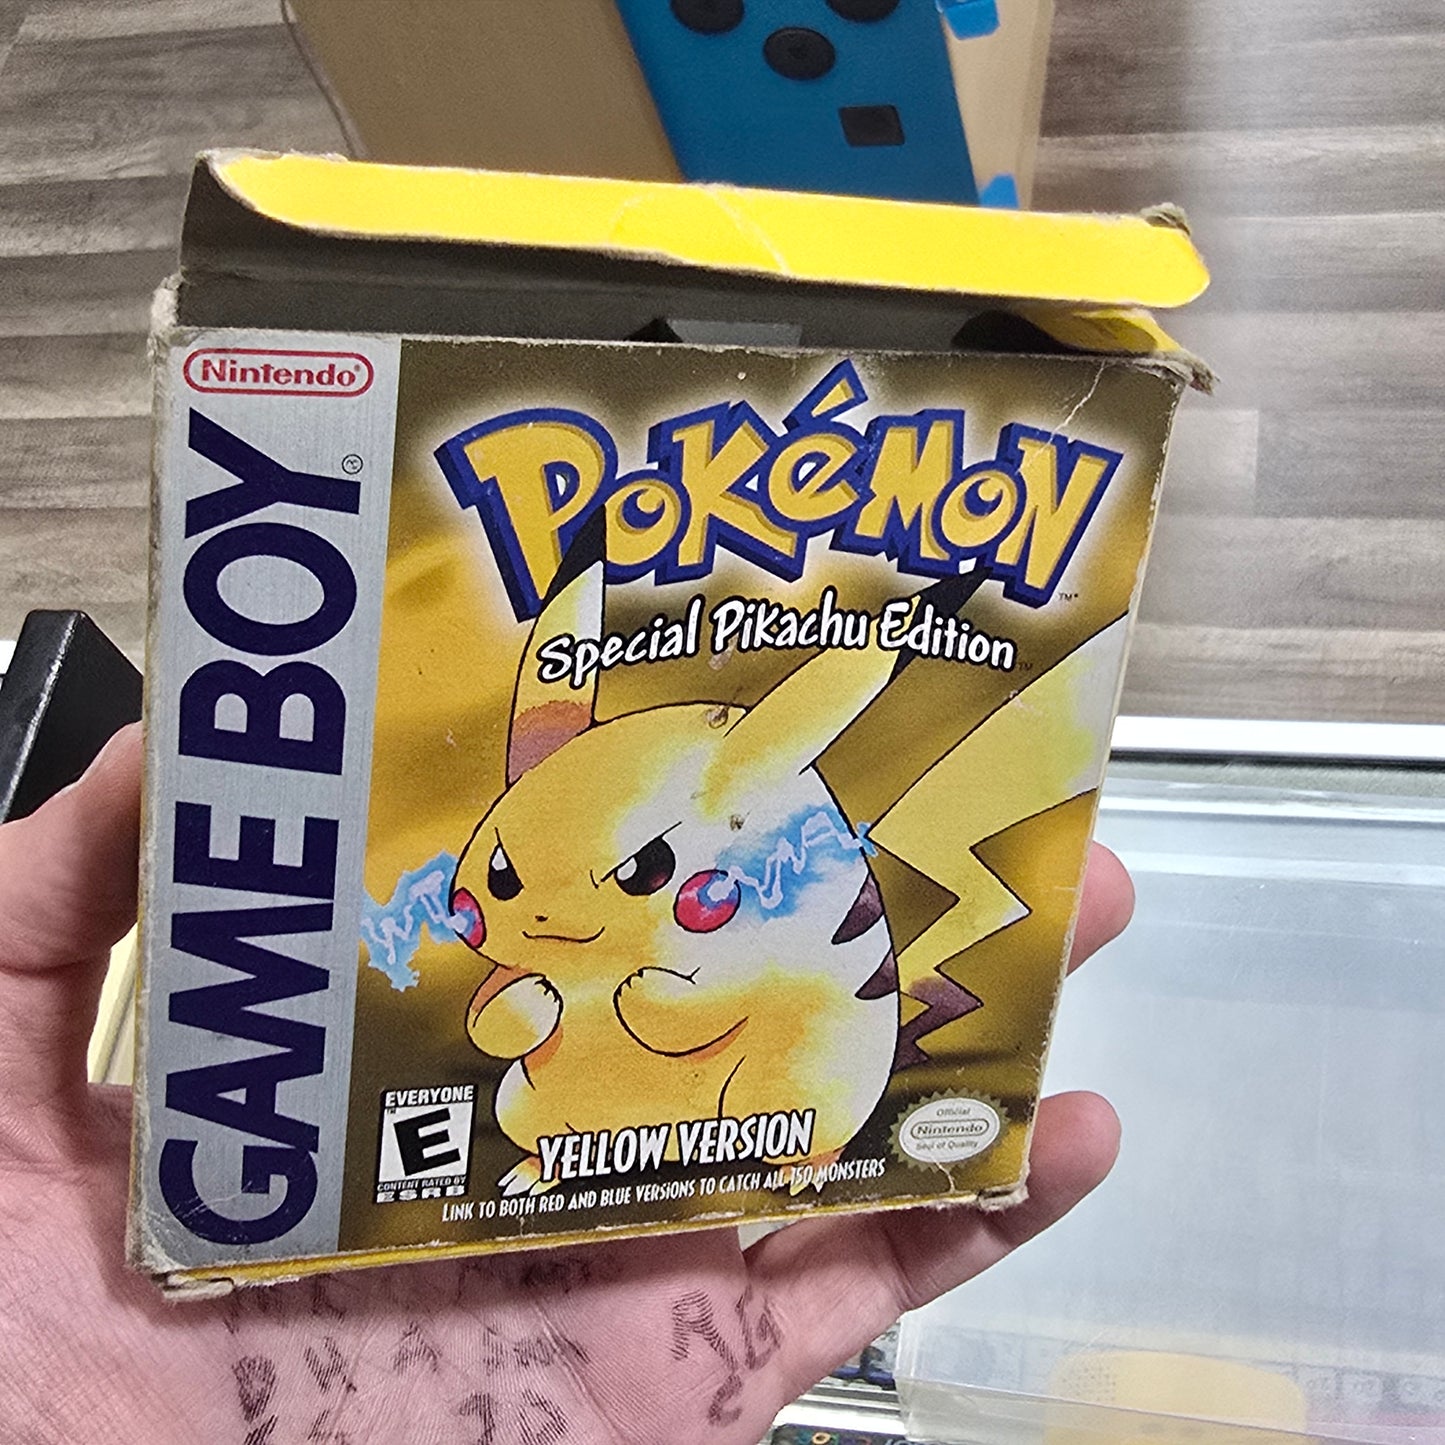 Nintendo®
GAME BOY
POKéMON
Special Pikachu Edition
EVERYONE
E
CONTENT RATED BY
ESRB
YELLOW VERSION
LINK TO BOTH RED AND BLUE VERSIONS TO CATCH ALL 150 MONSTERS
Official
Nintendo
Seal of Quality